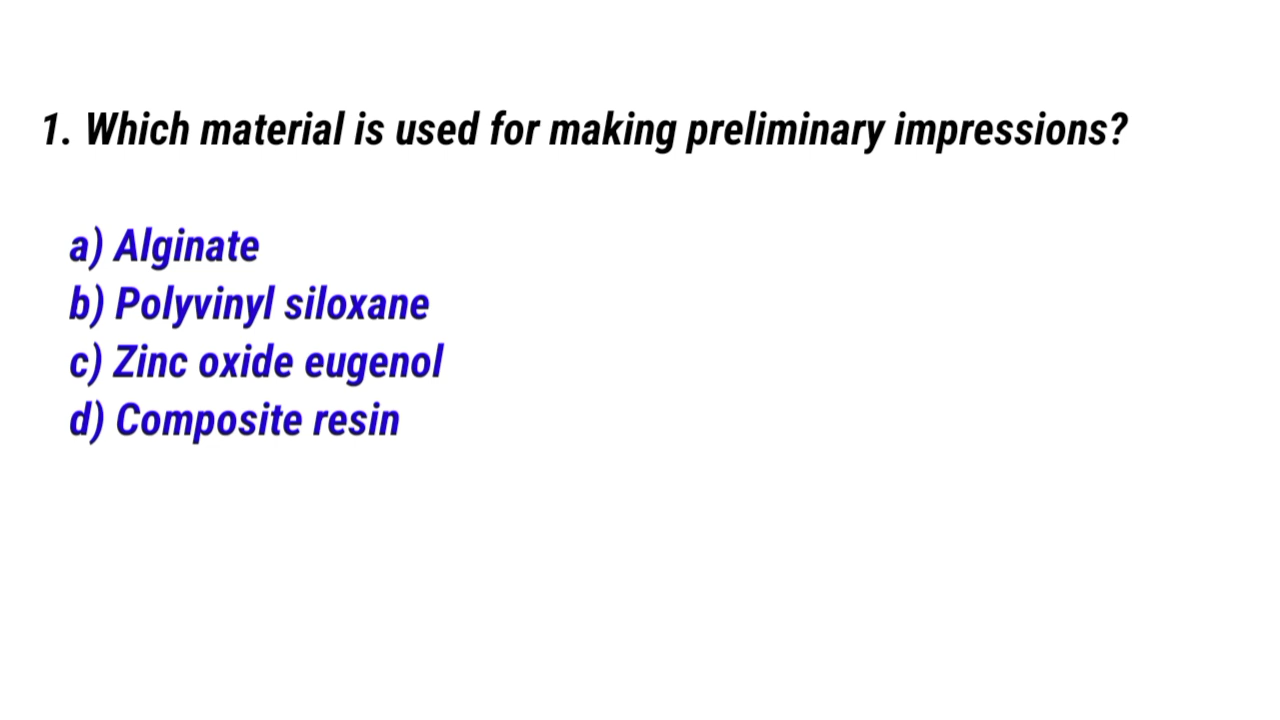 1. Which material is used for making preliminary impressions?
a) Alginate
b) Polyvinyl siloxane
c) Zinc oxide eugenol
d) Composite resin